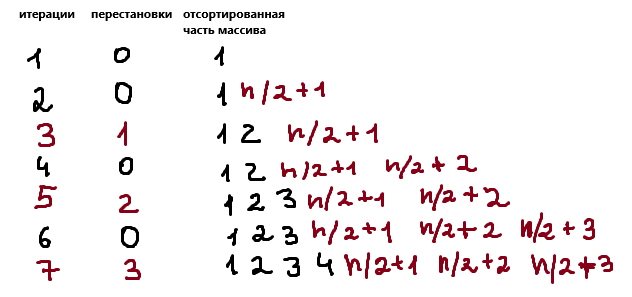 итерации перестановки отсортированная
часть массива
1 0 1
2 0 1 n/2+1
3 1 1 2 n/2+1
4 0 1 2 n/2+1 n/2+2
5 2 1 2 3 n/2+1 n/2+2
6 0 1 2 3 n/2+1 n/2+2 n/2+3
7 3 1 2 3 4 n/2+1 n/2+2 n/2+3